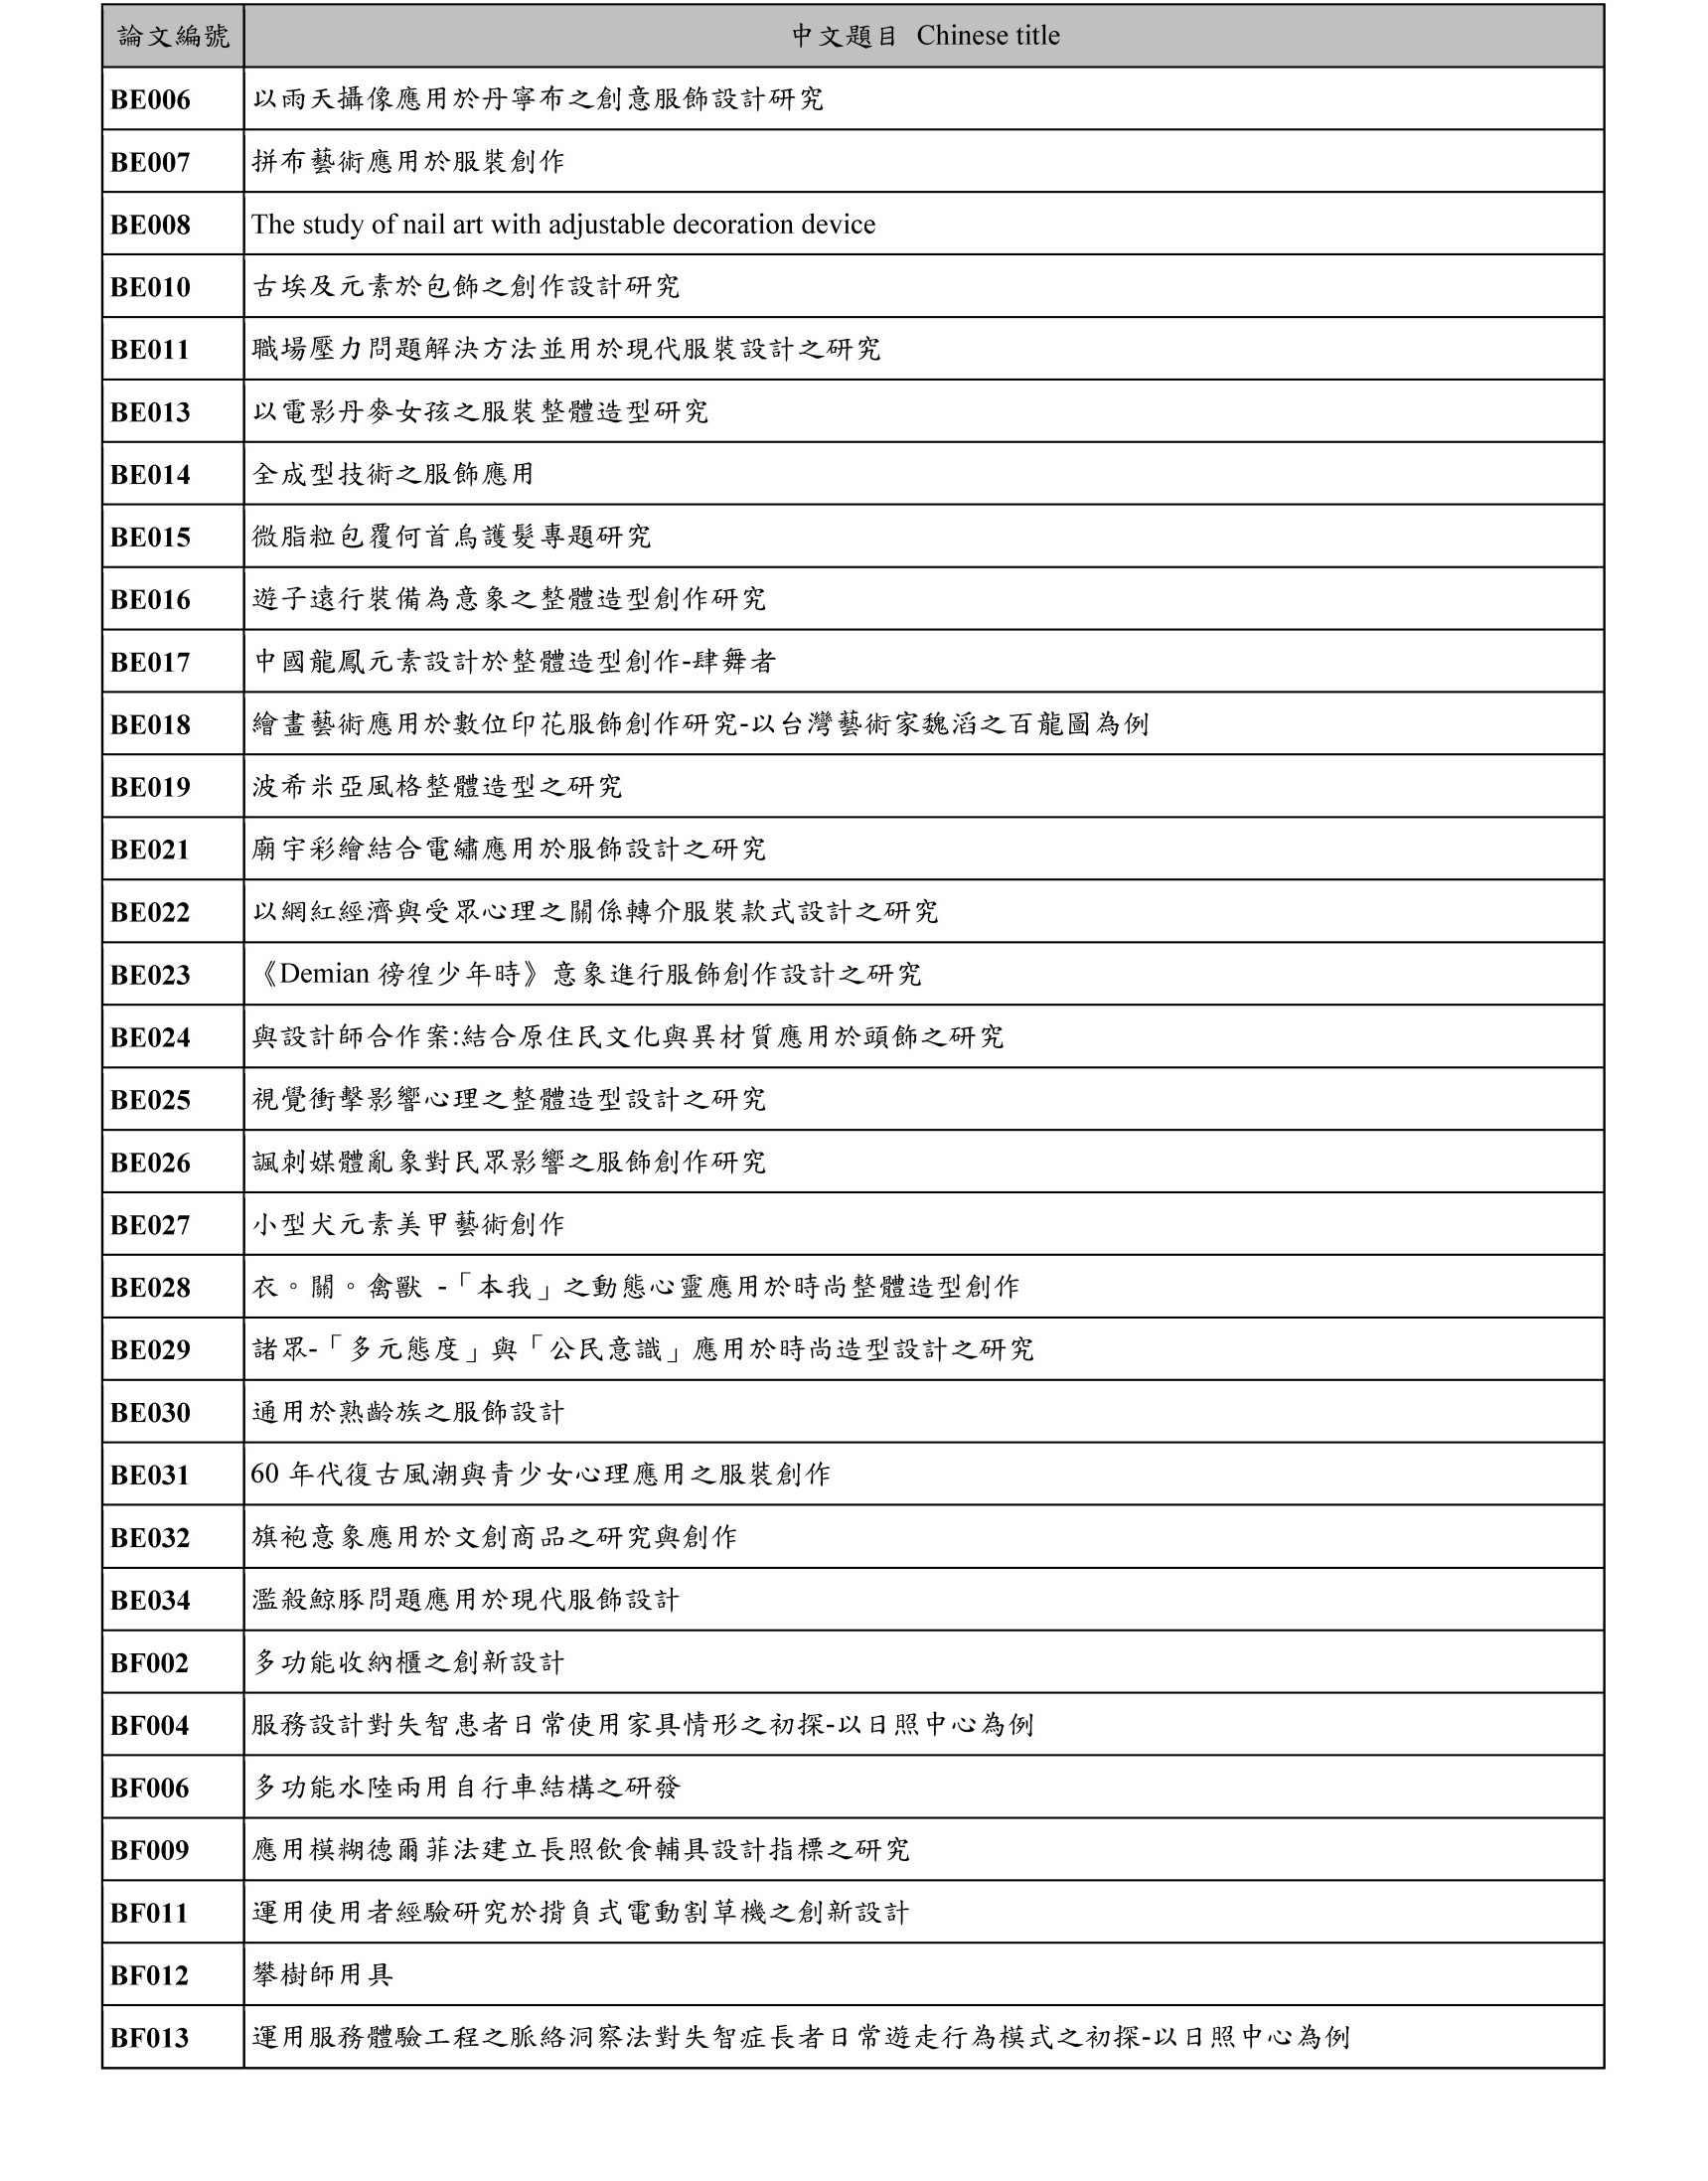 論文編號 中文題目 Chinese title
BE006 以雨天攝像應用於丹寧布之創意服飾設計研究
BE007 拼布藝術應用於服裝創作
BE008 The study of nail art with adjustable decoration device
BE010 古埃及元素於包飾之創作設計研究
BE011 職場壓力問題解決方法並用於現代服裝設計之研究
BE013 以電影丹麥女孩之服裝整體造型研究
BE014 全成型技術之服飾應用
BE015 微脂粒包覆何首烏護髮專題研究
BE016 遊子遠行裝備為意象之整體造型創作研究
BE017 中國龍鳳元素設計於整體造型創作-肆舞者
BE018 繪畫藝術應用於數位印花服飾創作研究-以台灣藝術家魏滔之百龍圖為例
BE019 波希米亞風格整體造型之研究
BE021 廟宇彩繪結合電繡應用於服飾設計之研究
BE022 以網紅經濟與受眾心理之關係轉介服裝款式設計之研究
BE023 《Demian 徬徨少年時》意象進行服飾創作設計之研究
BE024 與設計師合作案:結合原住民文化與異材質應用於頭飾之研究
BE025 視覺衝擊影響心理之整體造型設計之研究
BE026 諷刺媒體亂象對民眾影響之服飾創作研究
BE027 小型犬元素美甲藝術創作
BE028 衣。關。禽獸 -「本我」之動態心靈應用於時尚整體造型創作
BE029 諸眾-「多元態度」與「公民意識」應用於時尚造型設計之研究
BE030 通用於熟齡族之服飾設計
BE031 60 年代復古風潮與青少女心理應用之服裝創作
BE032 旗袍意象應用於文創商品之研究與創作
BE034 濫殺鯨豚問題應用於現代服飾設計
BF002 多功能收納櫃之創新設計
BF004 服務設計對失智患者日常使用家具情形之初探-以日照中心為例
BF006 多功能水陸兩用自行車結構之研發
BF009 應用模糊德爾菲法建立長照飲食輔具設計指標之研究
BF011 運用使用者經驗研究於揹負式電動割草機之創新設計
BF012 攀樹師用具
BF013 運用服務體驗工程之脈絡洞察法對失智症長者日常遊走行為模式之初探-以日照中心為例